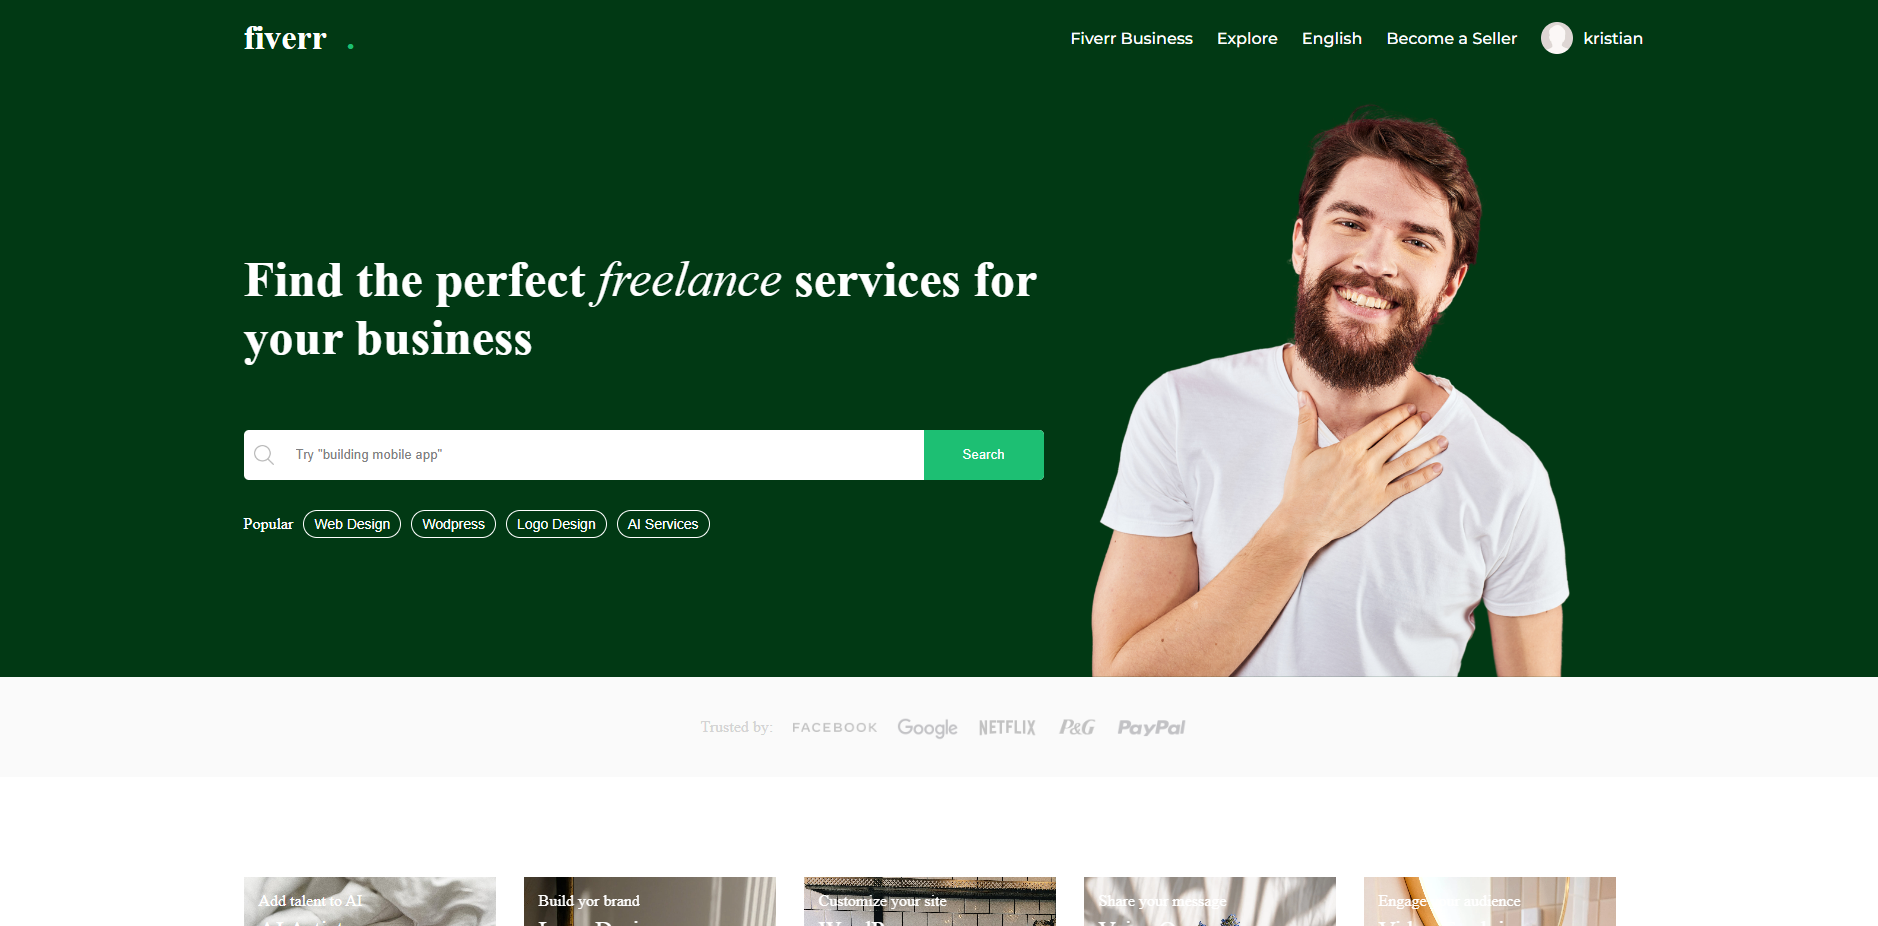 fiverr .
Fiverr Business Explore English Become a Seller kristian
Find the perfect freelance services for
your business
Try "building mobile app"
Search
Popular Web Design Wodpress Logo Design AI Services
Trusted by: FACEBOOK Google NETFLIX P&G PayPal
Add talent to AI
Build yor brand
Customize your site
Share your message
Engage your audience